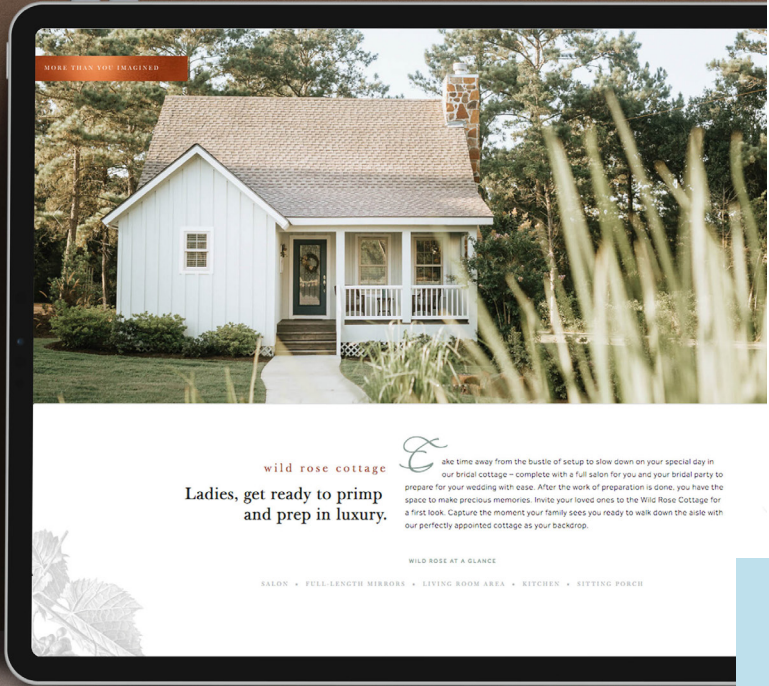 MORE THAN YOU IMAGINED
wild rose cottage
Ladies, get ready to primp
and prep in luxury.
Take time away from the bustle of setup to slow down on your special day in
our bridal cottage – complete with a full salon for you and your bridal party to
prepare for your wedding with ease. After the work of preparation is done, you have the
space to make precious memories. Invite your loved ones to the Wild Rose Cottage for
a first look. Capture the moment your family sees you ready to walk down the aisle with
our perfectly appointed cottage as your backdrop.
WILD ROSE AT A GLANCE
SALON • FULL-LENGTH MIRRORS • LIVING ROOM AREA • KITCHEN • SITTING PORCH